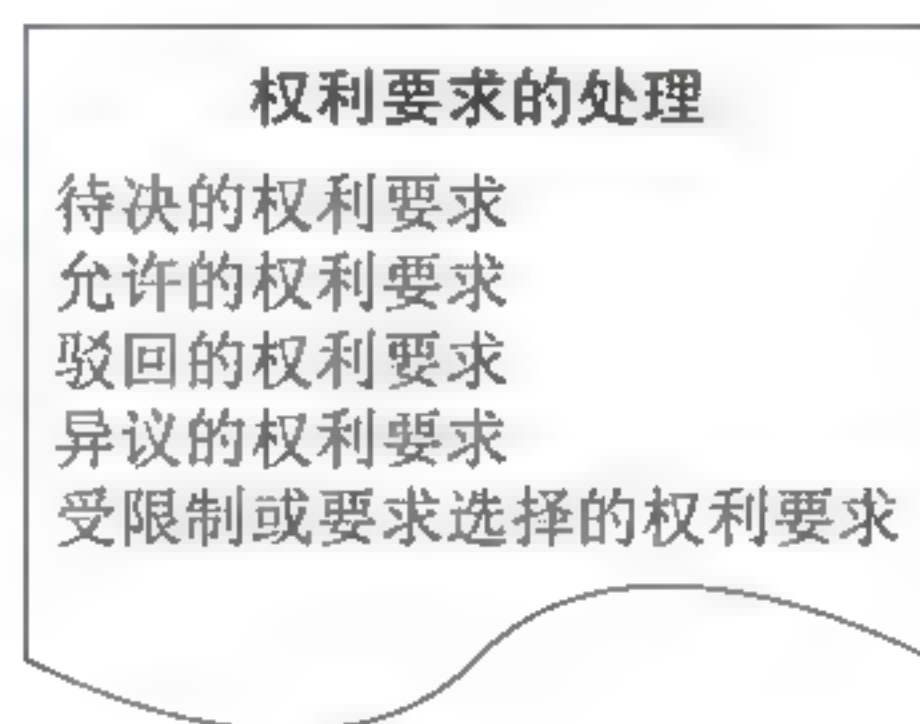 权利要求的处理
待决的权利要求
允许的权利要求
驳回的权利要求
异议的权利要求
受限制或要求选择的权利要求